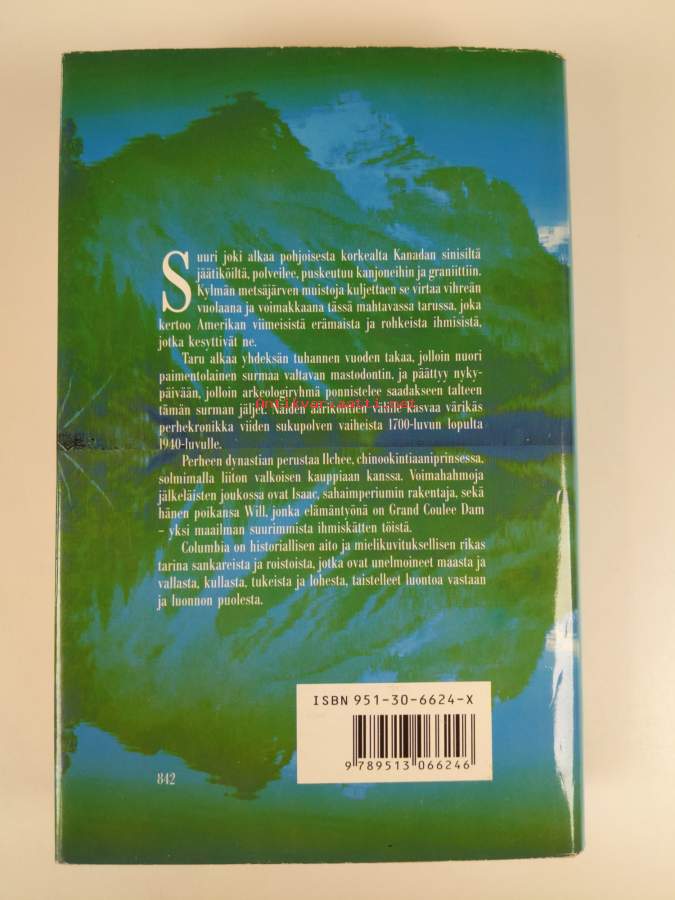 Suuri joki alkaa pohjoisesta korkealta Kanadan sinisiltä
jäätiköiltä, polveilee, puskeutuu kanjoneihin ja graniittiin.
Kylmän metsäjärven muistoja kuljettaen se virtaa vihreän
vuolaana ja voimakkaana tässä mahtavassa tarussa, joka
kertoo Amerikan viimeisistä erämaista ja rohkeista ihmisistä,
jotka kesyttivät ne.
Taru alkaa yhdeksän tuhannen vuoden takaa, jolloin nuori
paimentolainen surmaa valtavan mastodontin, ja päättyy nyky-
päivään, jolloin arkeologiryhmä ponnistelee saadakseen talteen
tämän surman jäljet. Näiden aarikohtien välille kasvaa värikäs
perhekronikka viiden sukupolven vaiheista 1700-luvun lopulta
1940-luvulle.
Perheen dynastian perustaa Ilchee, chinookintiaaniprinsessa,
solmimalla liiton valkoisen kauppiaan kanssa. Voimahahmoja
jälkeläisten joukossa ovat Isaac, sahaimperiumin rakentaja, sekä
hänen poikansa Will, jonka elämäntyönä on Grand Coulee Dam
– yksi maailman suurimmista ihmiskätten töistä.
Columbia on historiallisen aito ja mielikuvituksellisen rikas
tarina sankareista ja roistoista, jotka ovat unelmoineet maasta ja
vallasta, kullasta, tukeista ja lohesta, taistelleet luontoa vastaan
ja luonnon puolesta.
ISBN 951-30-6624-X
9 789513 066246
842